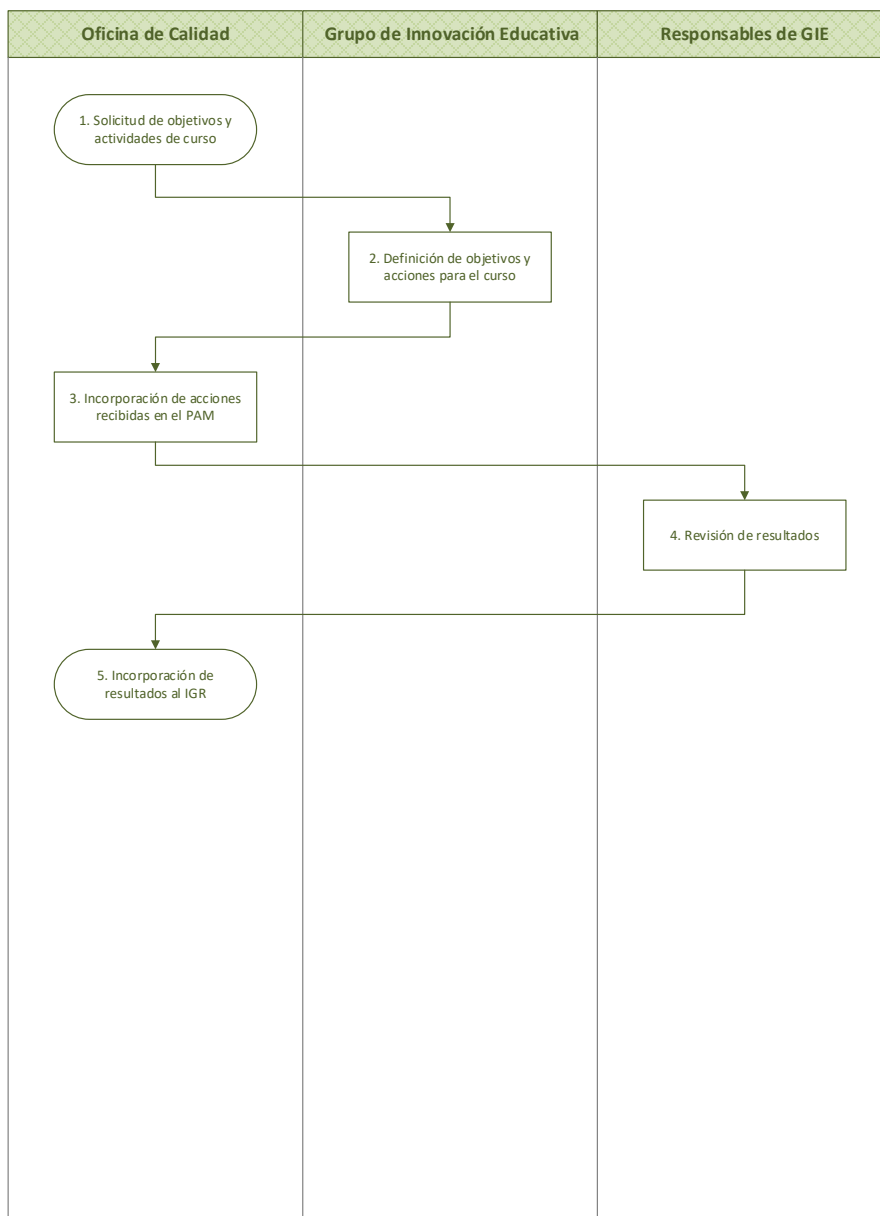 Oficina de Calidad
Grupo de Innovación Educativa
Responsables de GIE
1. Solicitud de objetivos y
actividades de curso
2. Definición de objetivos y
acciones para el curso
3. Incorporación de acciones
recibidas en el PAM
4. Revisión de resultados
5. Incorporación de
resultados al IGR